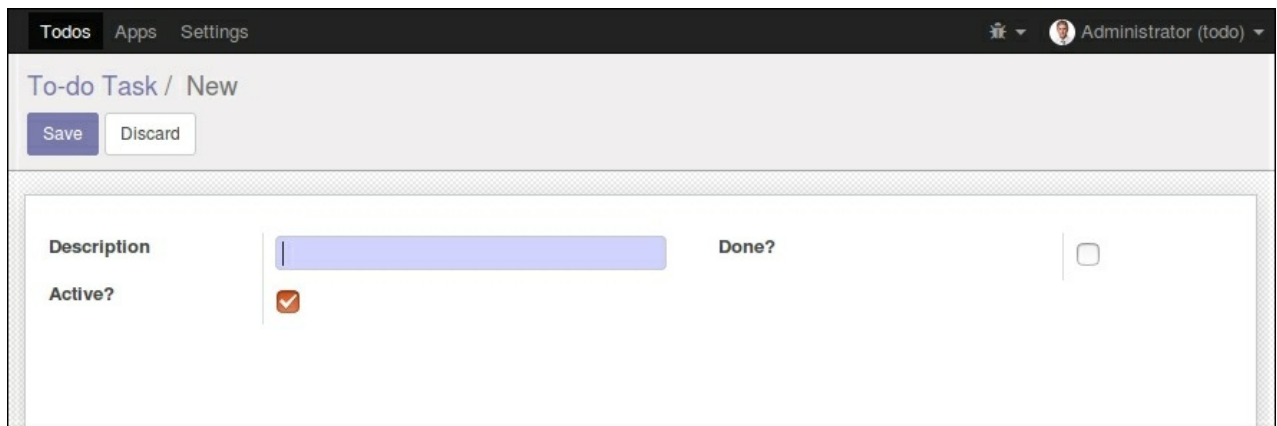 Todos Apps Settings Administrator (todo)
To-do Task / New
Save Discard
Description Done?
Active?